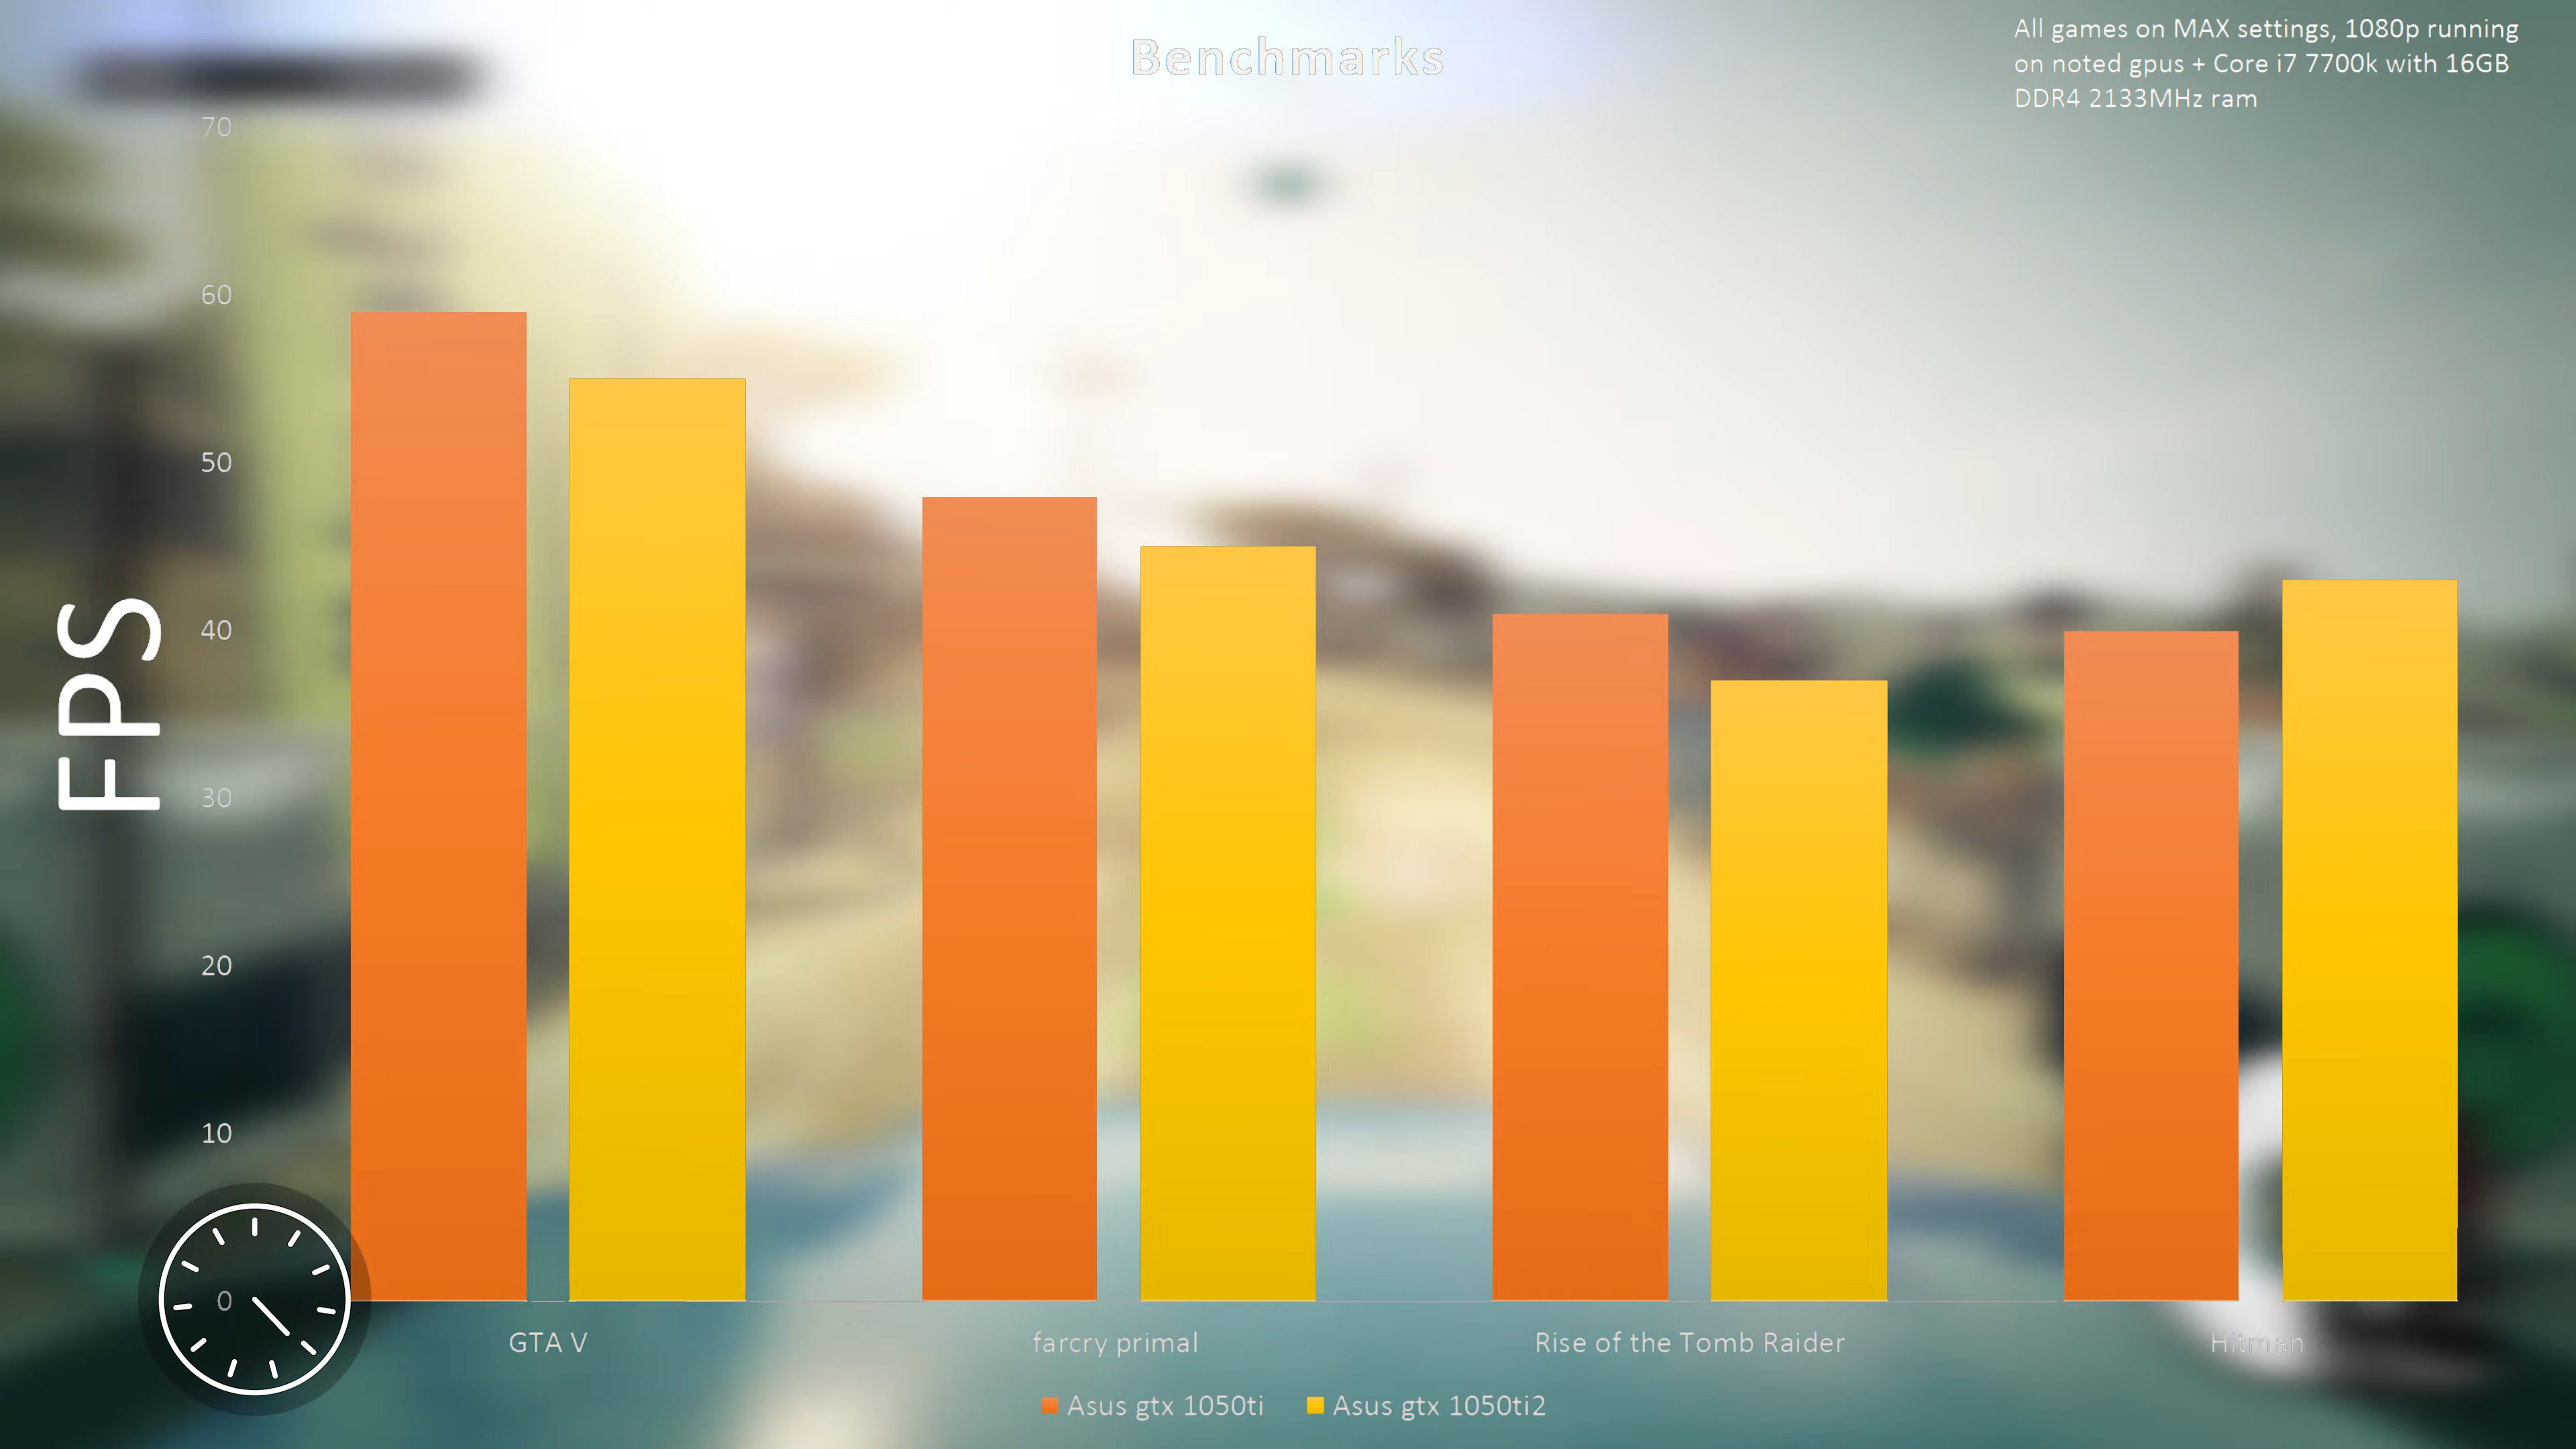 Benchmarks
All games on MAX settings, 1080p running
on noted gpus + Core i7 7700k with 16GB
DDR4 2133MHz ram
70
60
50
40
30
20
10
0
FPS
GTA V
farcry primal
Rise of the Tomb Raider
Hitman
Asus gtx 1050ti
Asus gtx 1050ti2